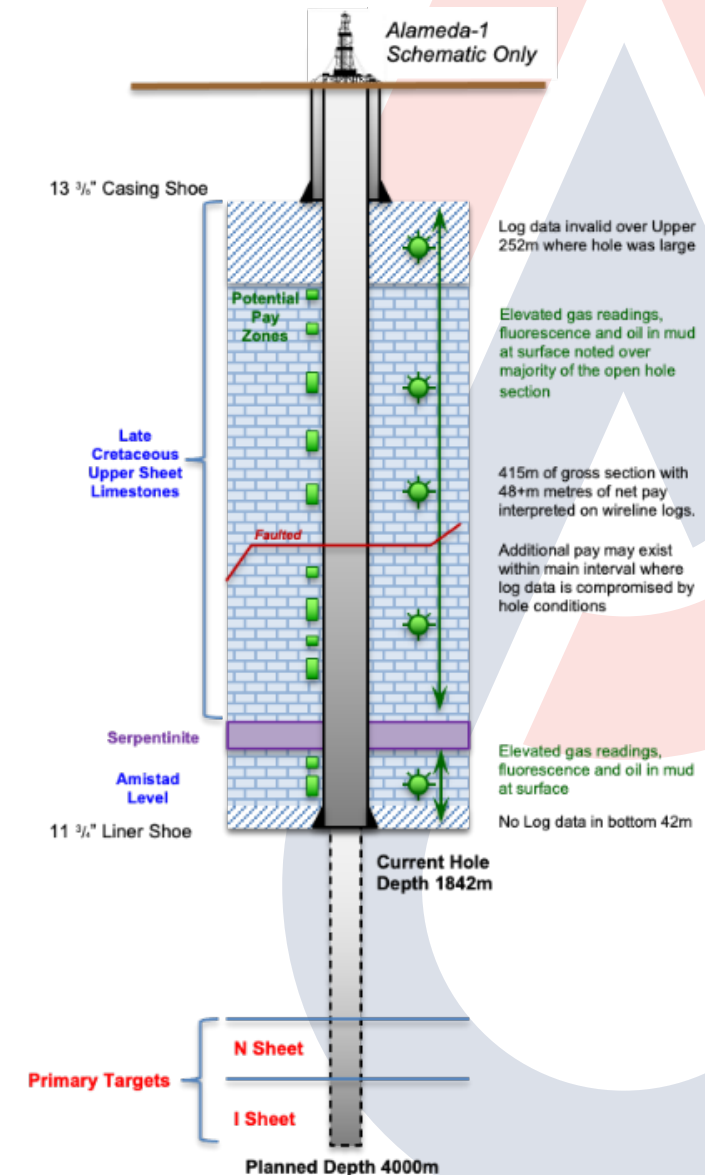 Alameda-1
Schematic Only
13 ⅜" Casing Shoe
Log data invalid over Upper
252m where hole was large
Potential
Pay
Zones
Elevated gas readings,
fluorescence and oil in mud
at surface noted over
majority of the open hole
section
Late
Cretaceous
Upper Sheet
Limestones
415m of gross section with
48+m metres of net pay
interpreted on wireline logs.
Faulted
Additional pay may exist
within main interval where
log data is compromised by
hole conditions
Serpentinite
Elevated gas readings,
fluorescence and oil in mud
at surface
Amistad
Level
No Log data in bottom 42m
11 ¾" Liner Shoe
Current Hole
Depth 1842m
N Sheet
Primary Targets
I Sheet
Planned Depth 4000m